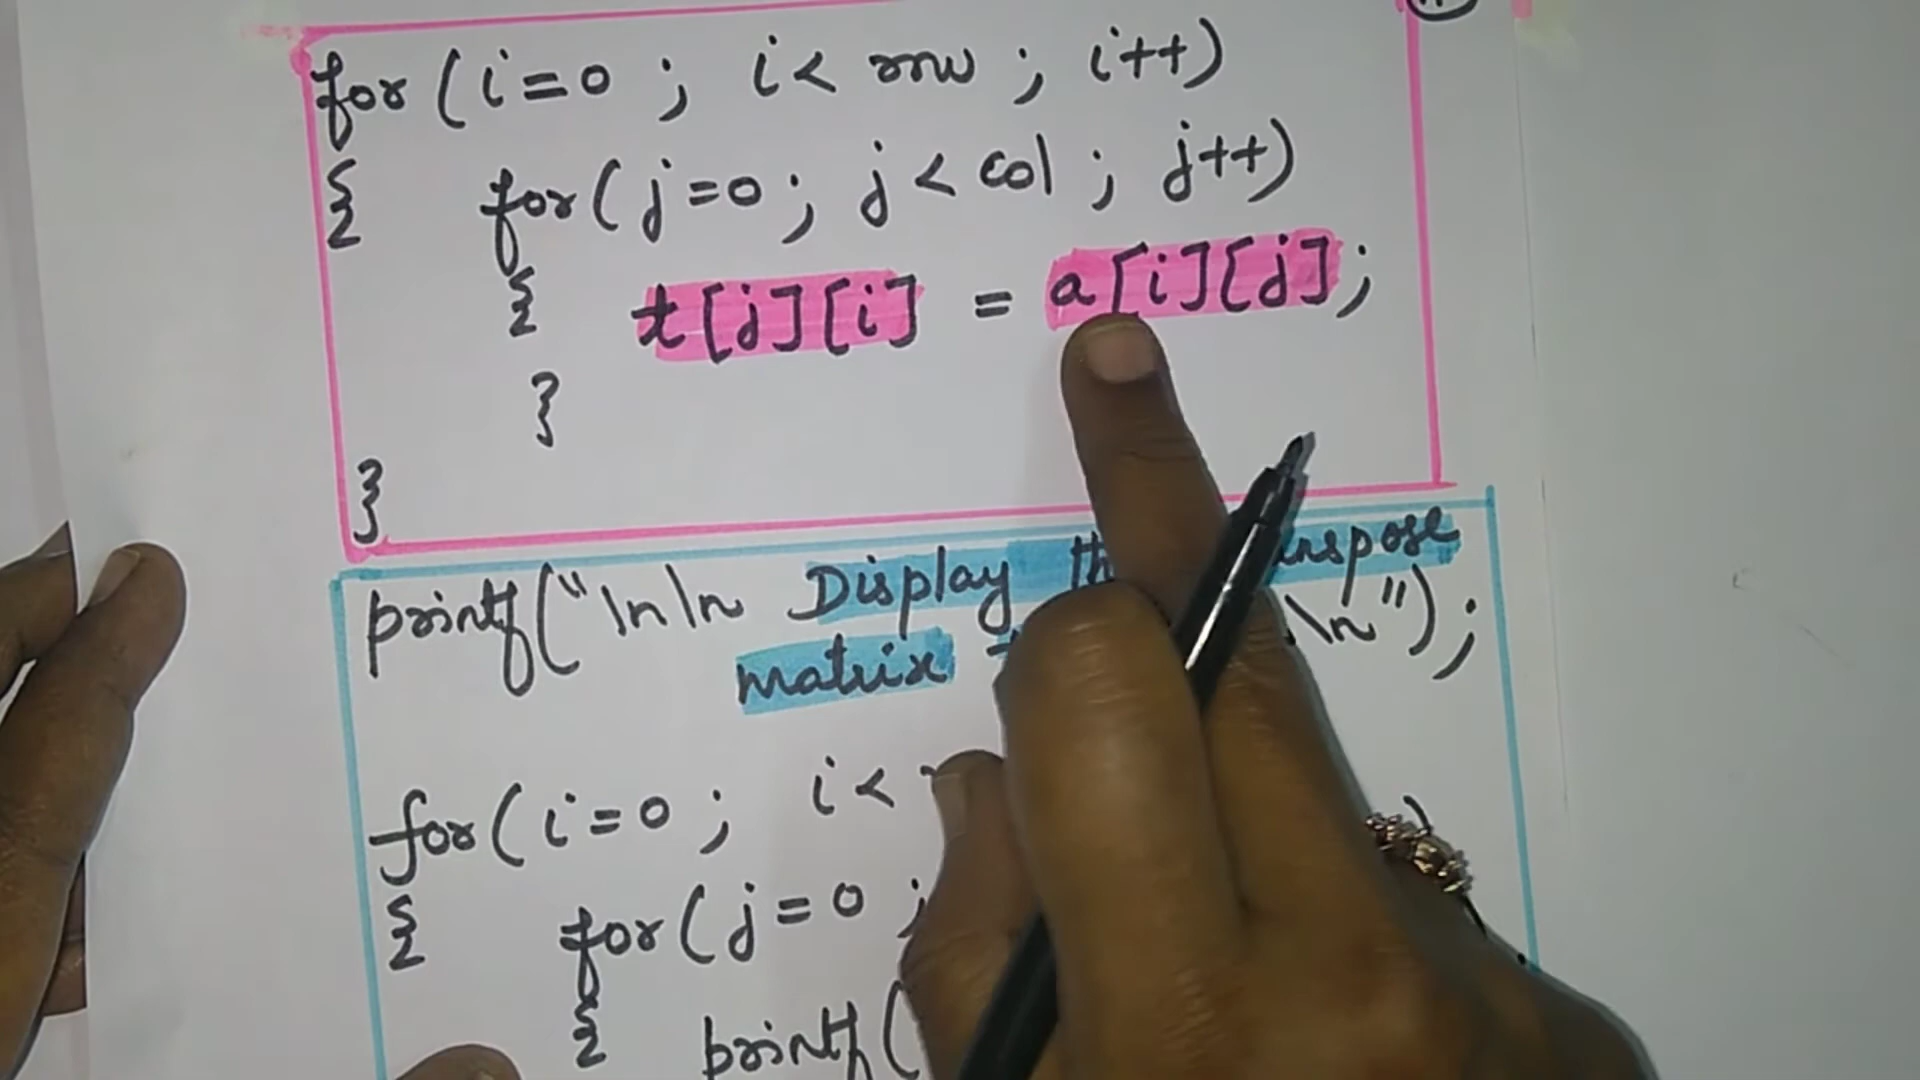 for (i=0 ; i< row ; i++)
{ for (j=0 ; j < col ; j++)
{ t[j][i] = a[i][j];
}
}
printf("\n\n Display
matrix \n");
for (i=0 ; i<
{ for (j=0 ;
{ printf(